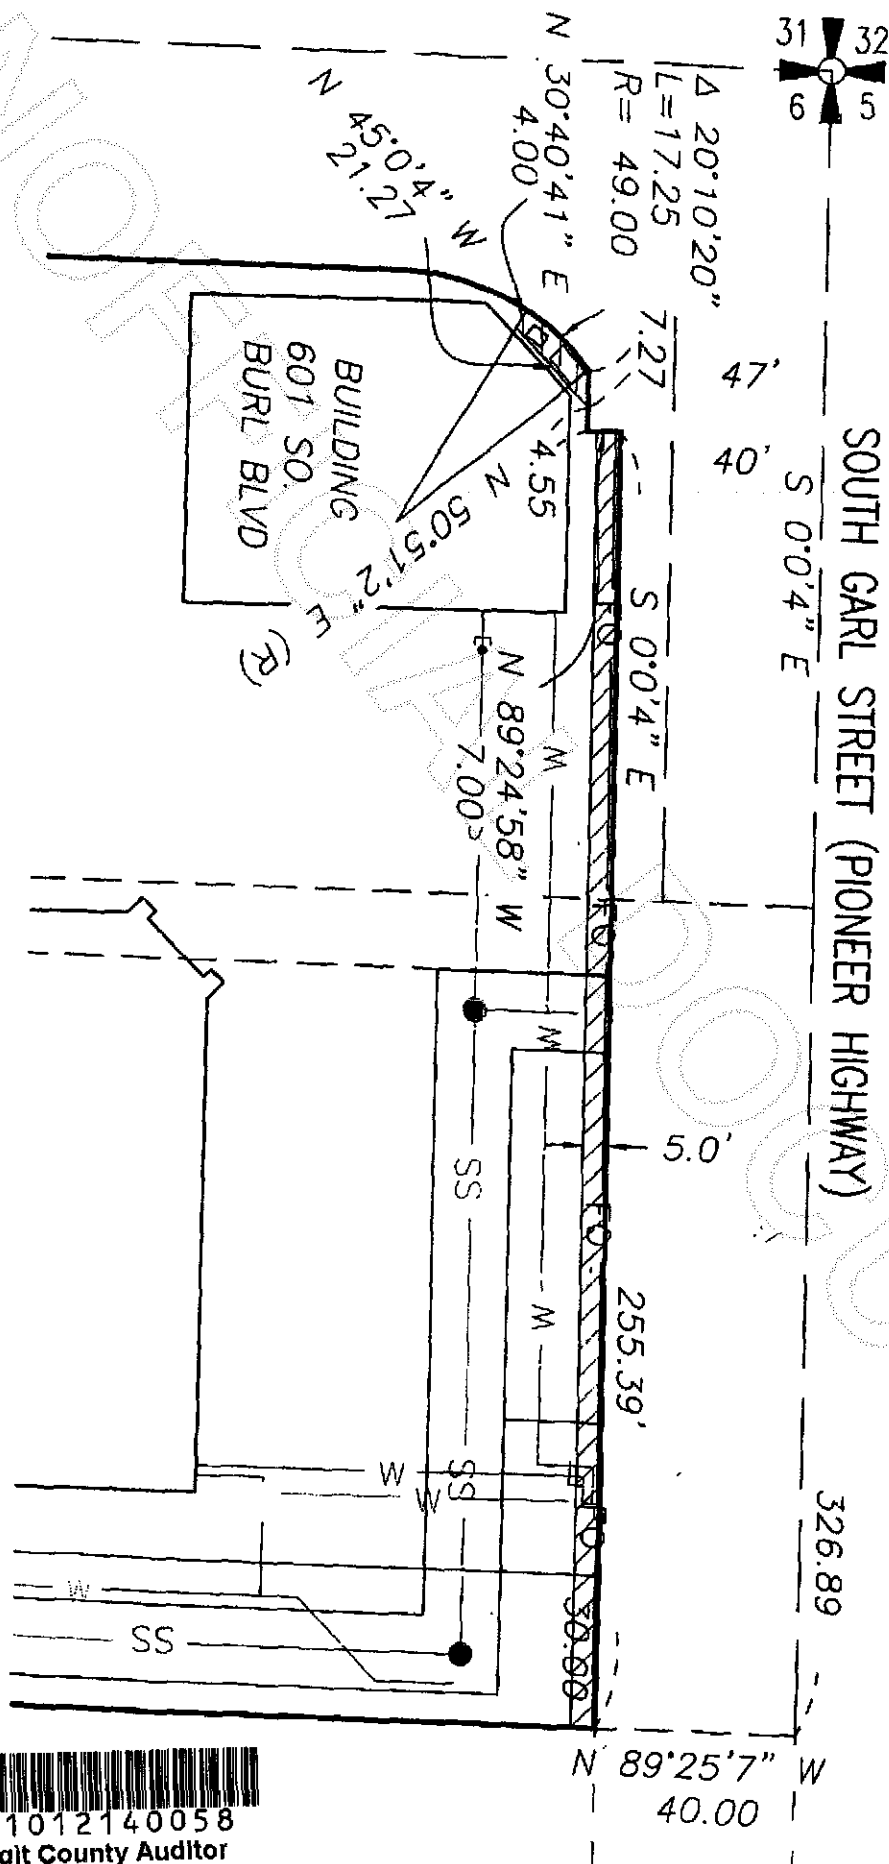 31
32
6
5
SOUTH GARL STREET (PIONEER HIGHWAY)
S 0°0'4" E
326.89
47'
40'
Δ 20°10'20"
L=17.25
R= 49.00
7.27
N 30°40'41" E
4.00
N 45°0'4" W
21.27
4.55
N 50°51'2" E (R)
BUILDING
601 SO.
BURL BLVD
S 0°0'4" E
N 89°24'58" W
7.00
E
M
M
M
FO
FO
FO
5.0'
255.39'
SS
SS
SS
W
W
W
30.00
N 89°25'7" W
40.00
UNOFFICIAL DOCU
1012140058
git County Auditor